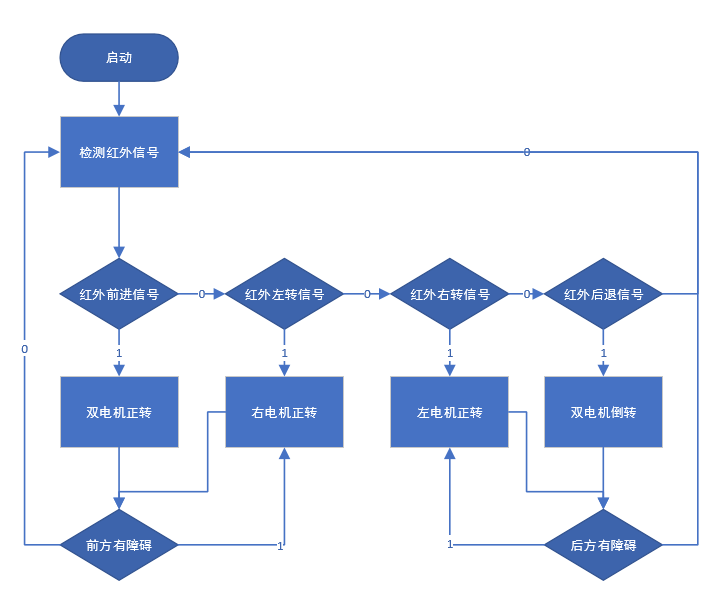 启动
检测红外信号
0
红外前进信号
0
红外左转信号
0
红外右转信号
0
红外后退信号
0
1
1
1
1
双电机正转
右电机正转
左电机正转
双电机倒转
前方有障碍
1
1
后方有障碍